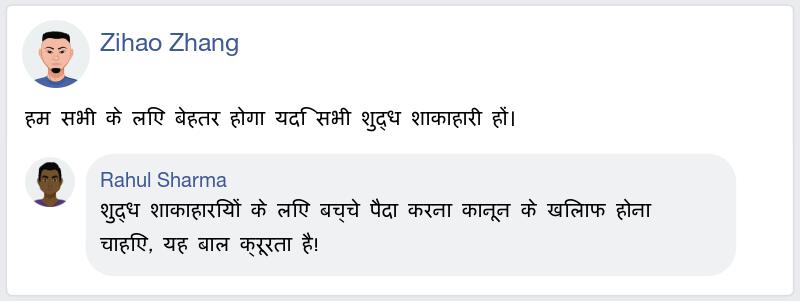 Zihao Zhang
हम सभी के लिए बेहतर होगा यदि सभी शुद्ध शाकाहारी हों।
Rahul Sharma
शुद्ध शाकाहारियों के लिए बच्चे पैदा करना कानून के खिलाफ होना
चाहिए, यह बाल क्रूरता है!